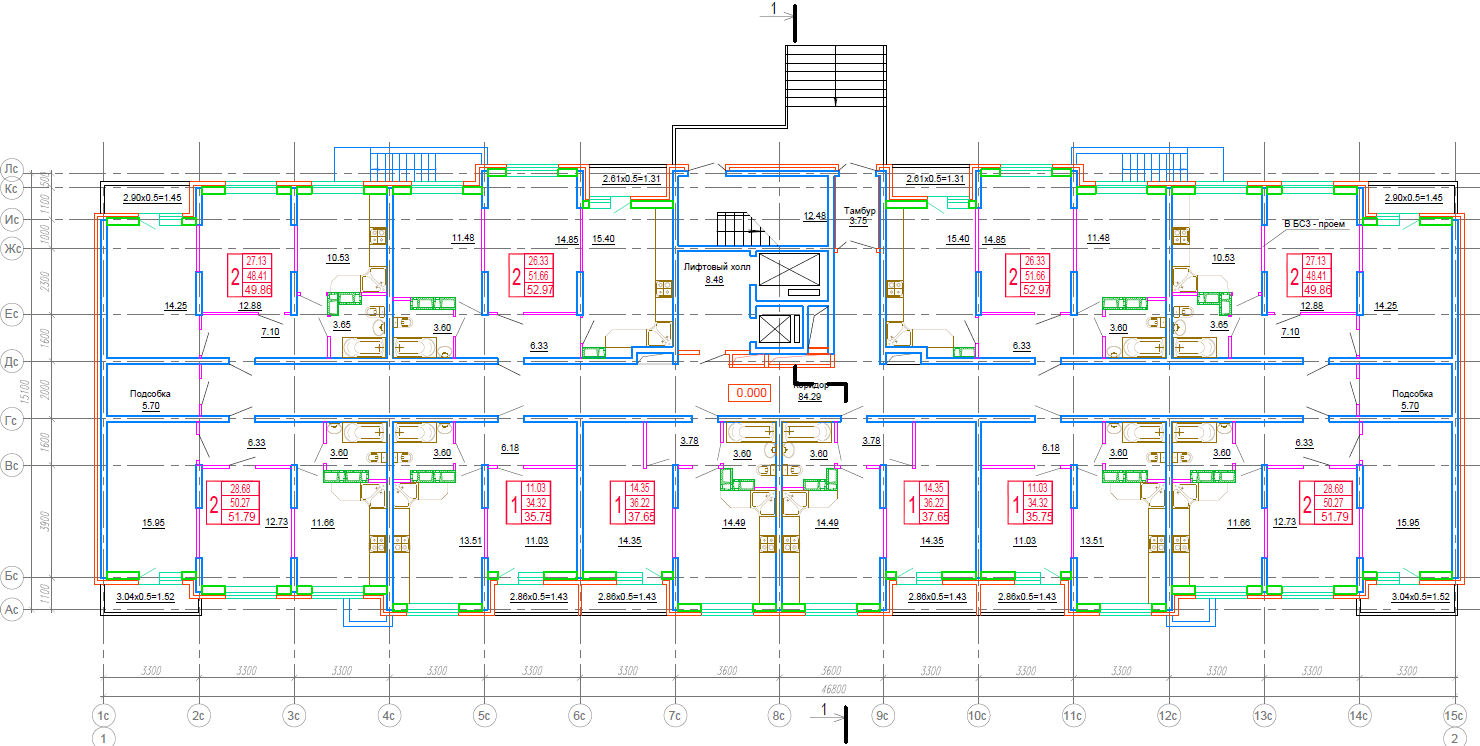 1
Лс
Кс
Ис
Жс
Ес
Дс
Гс
Вс
Бс
Ас
500
1100
1000
2300
1600
2000
1600
3900
1100
15100
2.90x0.5=1.45
2.61x0.5=1.31
2.61x0.5=1.31
2.90x0.5=1.45
12.48
Тамбур
3.75
В БСЗ - проем
11.48
14.85
15.40
15.40
14.85
11.48
10.53
10.53
Лифтовый холл
8.48
2
27.13
48.41
49.86
2
26.33
51.66
52.97
2
26.33
51.66
52.97
2
27.13
48.41
49.86
14.25
12.88
12.88
14.25
7.10
3.65
3.60
3.60
3.65
7.10
6.33
6.33
Подсобка
5.70
0.000
коридор
84.29
Подсобка
5.70
6.33
3.60
3.60
6.18
3.78
3.60
3.60
3.78
6.18
3.60
3.60
6.33
2
28.68
50.27
51.79
1
11.03
34.32
35.75
1
14.35
36.22
37.65
1
14.35
36.22
37.65
1
11.03
34.32
35.75
2
28.68
50.27
51.79
15.95
12.73
11.66
13.51
11.03
14.35
14.49
14.49
14.35
11.03
13.51
11.66
12.73
15.95
3.04x0.5=1.52
2.86x0.5=1.43
2.86x0.5=1.43
2.86x0.5=1.43
2.86x0.5=1.43
3.04x0.5=1.52
3300
3300
3300
3300
3300
3300
3600
3600
3300
3300
3300
3300
3300
3300
46800
1
1с
2с
3с
4с
5с
6с
7с
8с
9с
10с
11с
12с
13с
14с
15с
1
2